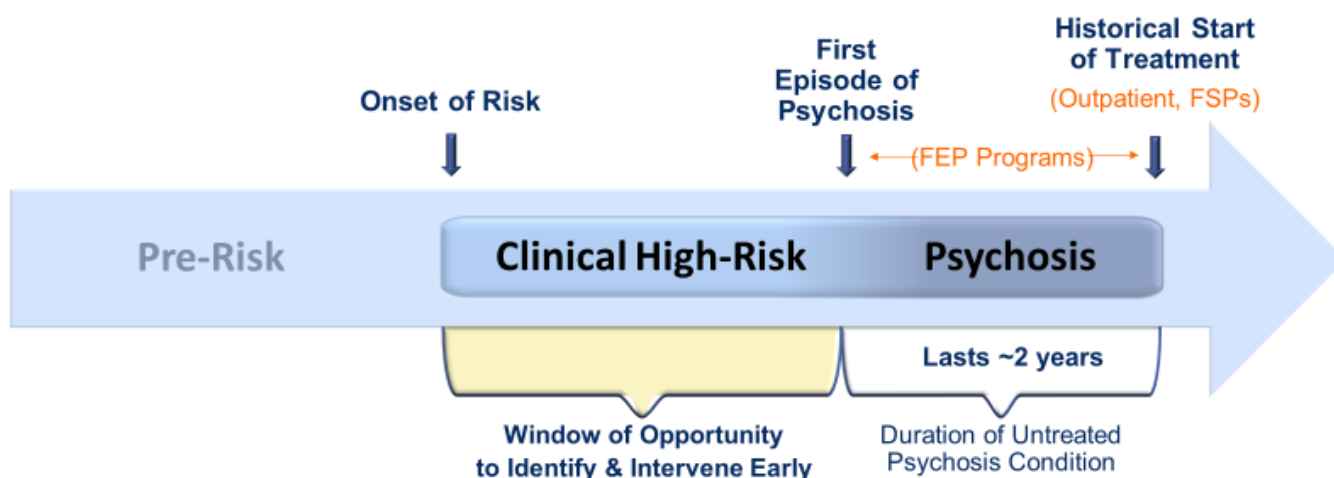 Onset of Risk
First
Episode of
Psychosis
Historical Start
of Treatment
(Outpatient, FSPs)
(FEP Programs)
Pre-Risk
Clinical High-Risk
Psychosis
Lasts ~2 years
Window of Opportunity
to Identify & Intervene Early
Duration of Untreated
Psychosis Condition